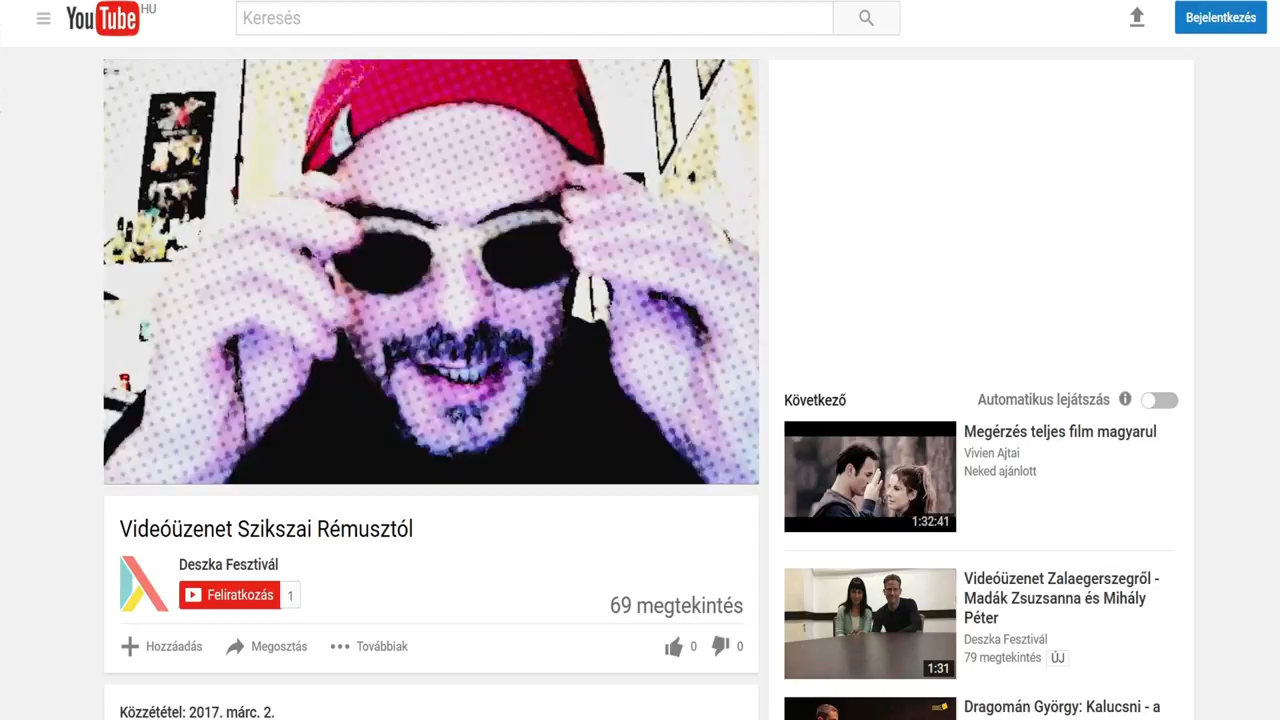 YouTube HU
Keresés
Bejelentkezés
Videóüzenet Szikszai Rémusztól
Deszka Fesztivál
Feliratkozás 1
69 megtekintés
Hozzáadás Megosztás Továbbiak 0 0
Közzététel: 2017. márc. 2.
Következő Automatikus lejátszás
Megérzés teljes film magyarul
Vivien Ajtai
Neked ajánlott
1:32:41
Videóüzenet Zalaegerszegről -
Madák Zsuzsanna és Mihály
Péter
Deszka Fesztivál
79 megtekintés ÚJ
1:31
Dragomán György: Kalucsni - a